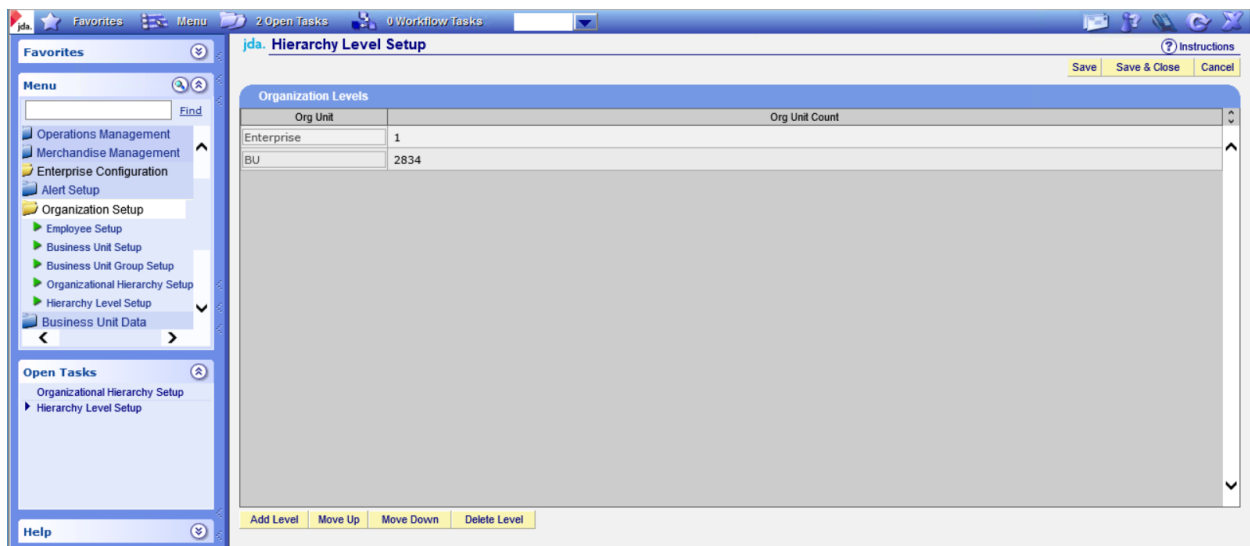 jda. Favorites Menu 2 Open Tasks 0 Workflow Tasks
Favorites
Menu
Find
Operations Management
Merchandise Management
Enterprise Configuration
Alert Setup
Organization Setup
Employee Setup
Business Unit Setup
Business Unit Group Setup
Organizational Hierarchy Setup
Hierarchy Level Setup
Business Unit Data
Open Tasks
Organizational Hierarchy Setup
Hierarchy Level Setup
Help
jda. Hierarchy Level Setup
Instructions
Save Save & Close Cancel
Organization Levels
Org Unit Org Unit Count
Enterprise 1
BU 2834
Add Level Move Up Move Down Delete Level